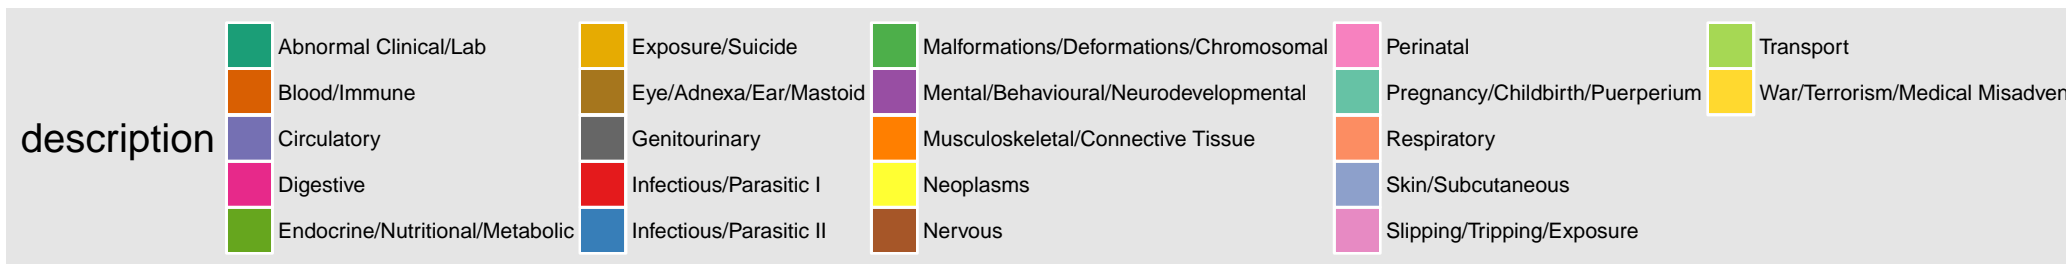 description
Abnormal Clinical/Lab
Blood/Immune
Circulatory
Digestive
Endocrine/Nutritional/Metabolic
Exposure/Suicide
Eye/Adnexa/Ear/Mastoid
Genitourinary
Infectious/Parasitic I
Infectious/Parasitic II
Malformations/Deformations/Chromosomal
Mental/Behavioural/Neurodevelopmental
Musculoskeletal/Connective Tissue
Neoplasms
Nervous
Perinatal
Pregnancy/Childbirth/Puerperium
Respiratory
Skin/Subcutaneous
Slipping/Tripping/Exposure
Transport
War/Terrorism/Medical Misadven